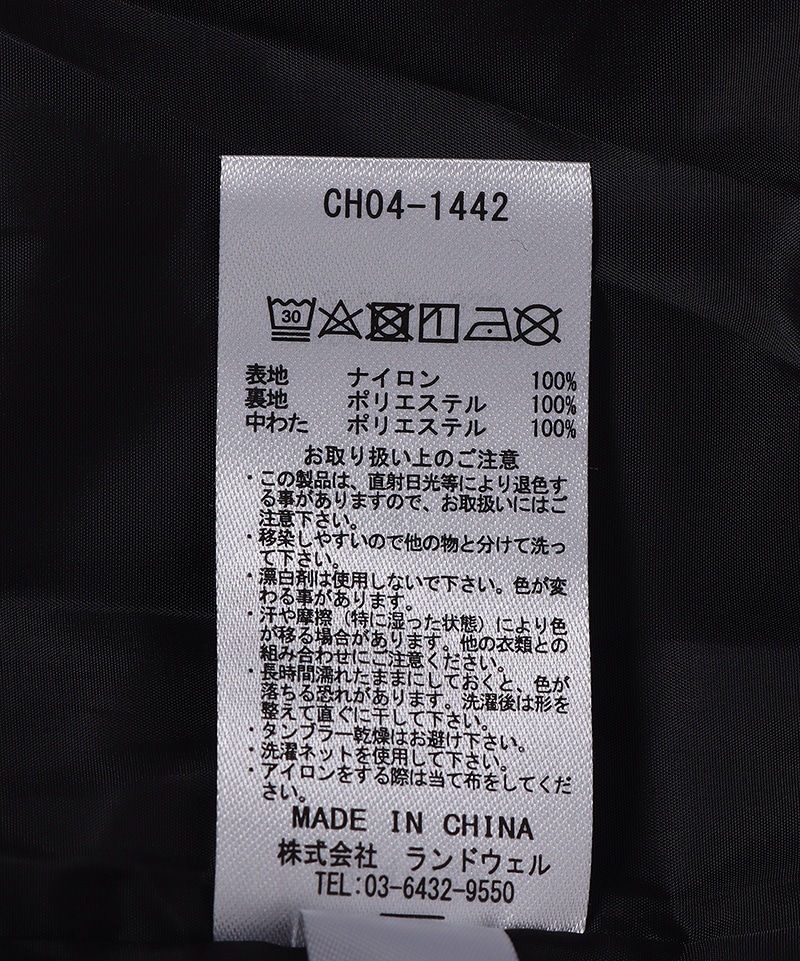 CH04-1442
30
表地 ナイロン 100%
裏地 ポリエステル 100%
中わた ポリエステル 100%
お取り扱い上のご注意
・この製品は、直射日光等により退色す
る事がありますので、お取扱いにはご
注意下さい。
・移染しやすいので他の物と分けて洗っ
て下さい。
・漂白剤は使用しないで下さい。色が変
わる事があります。
・汗や摩擦（特に湿った状態）により色
が移る場合があります。他の衣類との
組み合わせにご注意ください。
・長時間濡れたままにしておくと、色が
落ちる恐れがあります。洗濯後は形を
整えて直ぐに干して下さい。
・タンブラー乾燥はお避け下さい。
・洗濯ネットを使用して下さい。
・アイロンをする際は当て布をしてくだ
さい。
MADE IN CHINA
株式会社 ランドウェル
TEL:03-6432-9550